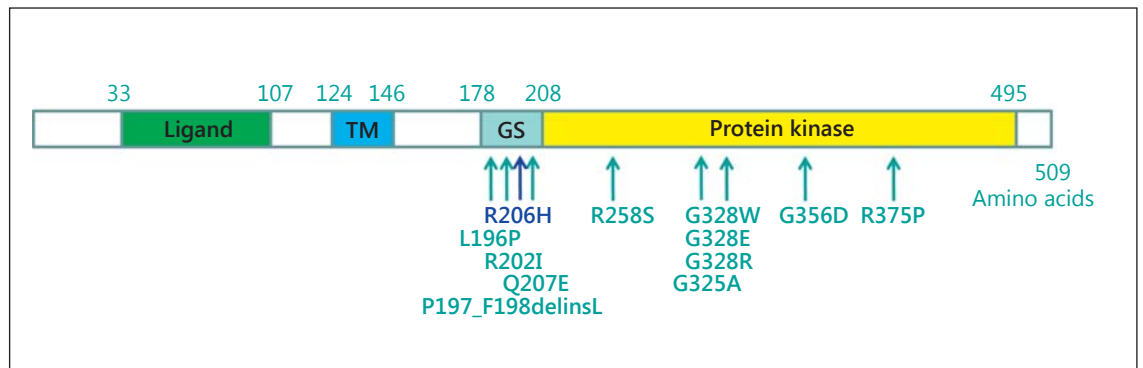 33 107 124 146 178 208 495
Ligand TM GS Protein kinase
509
Amino acids
R206H R258S G328W G356D R375P
L196P G328E
R202I G328R
Q207E G325A
P197_F198delinsL